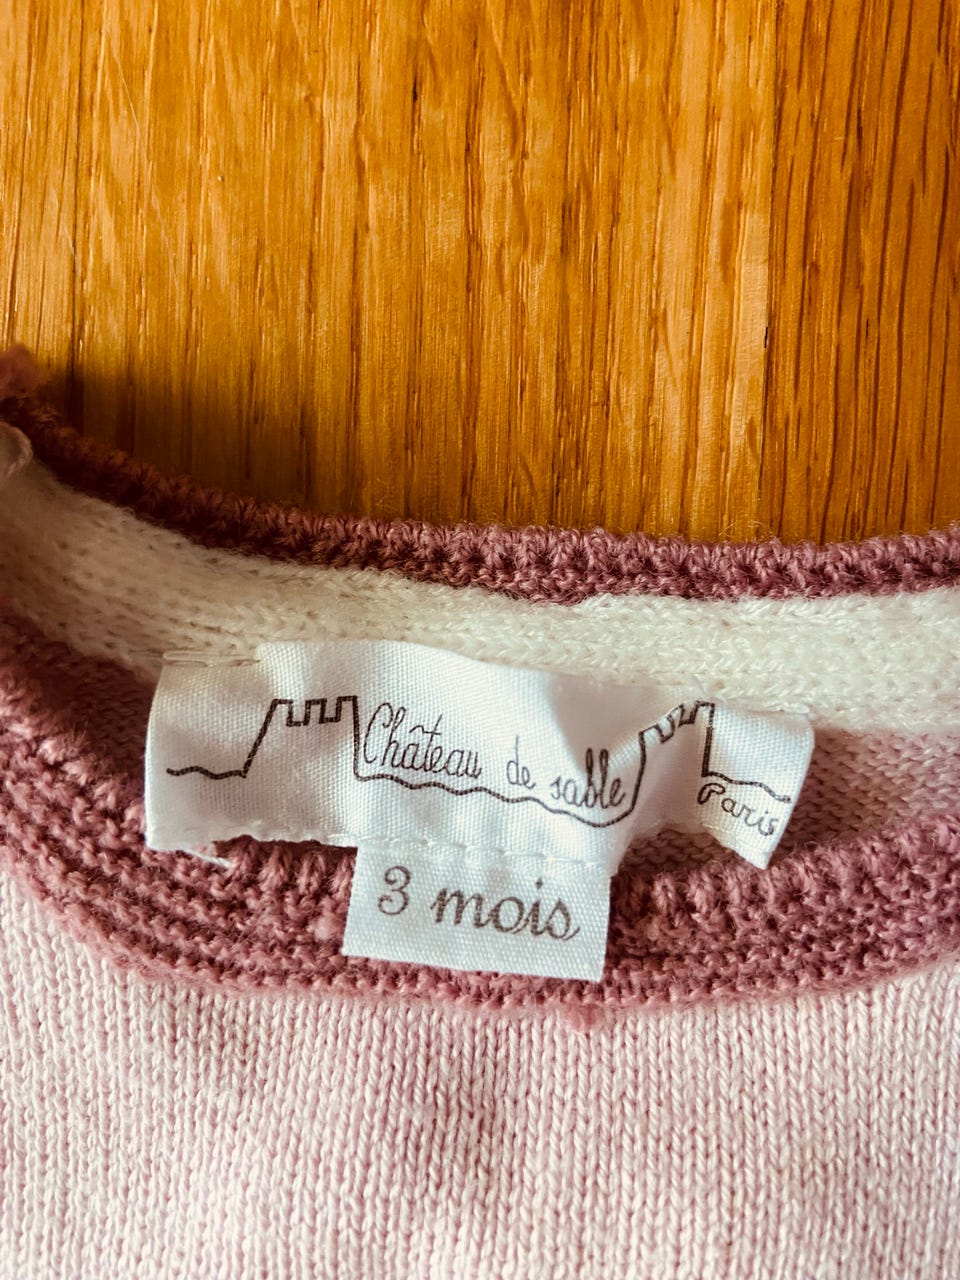 Château de sable
Paris
3 mois